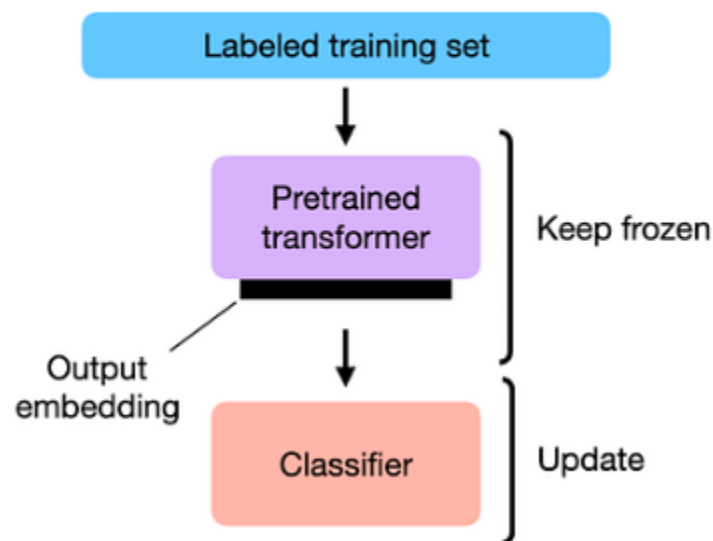 Labeled training set
Pretrained
transformer
Keep frozen
Output
embedding
Classifier
Update